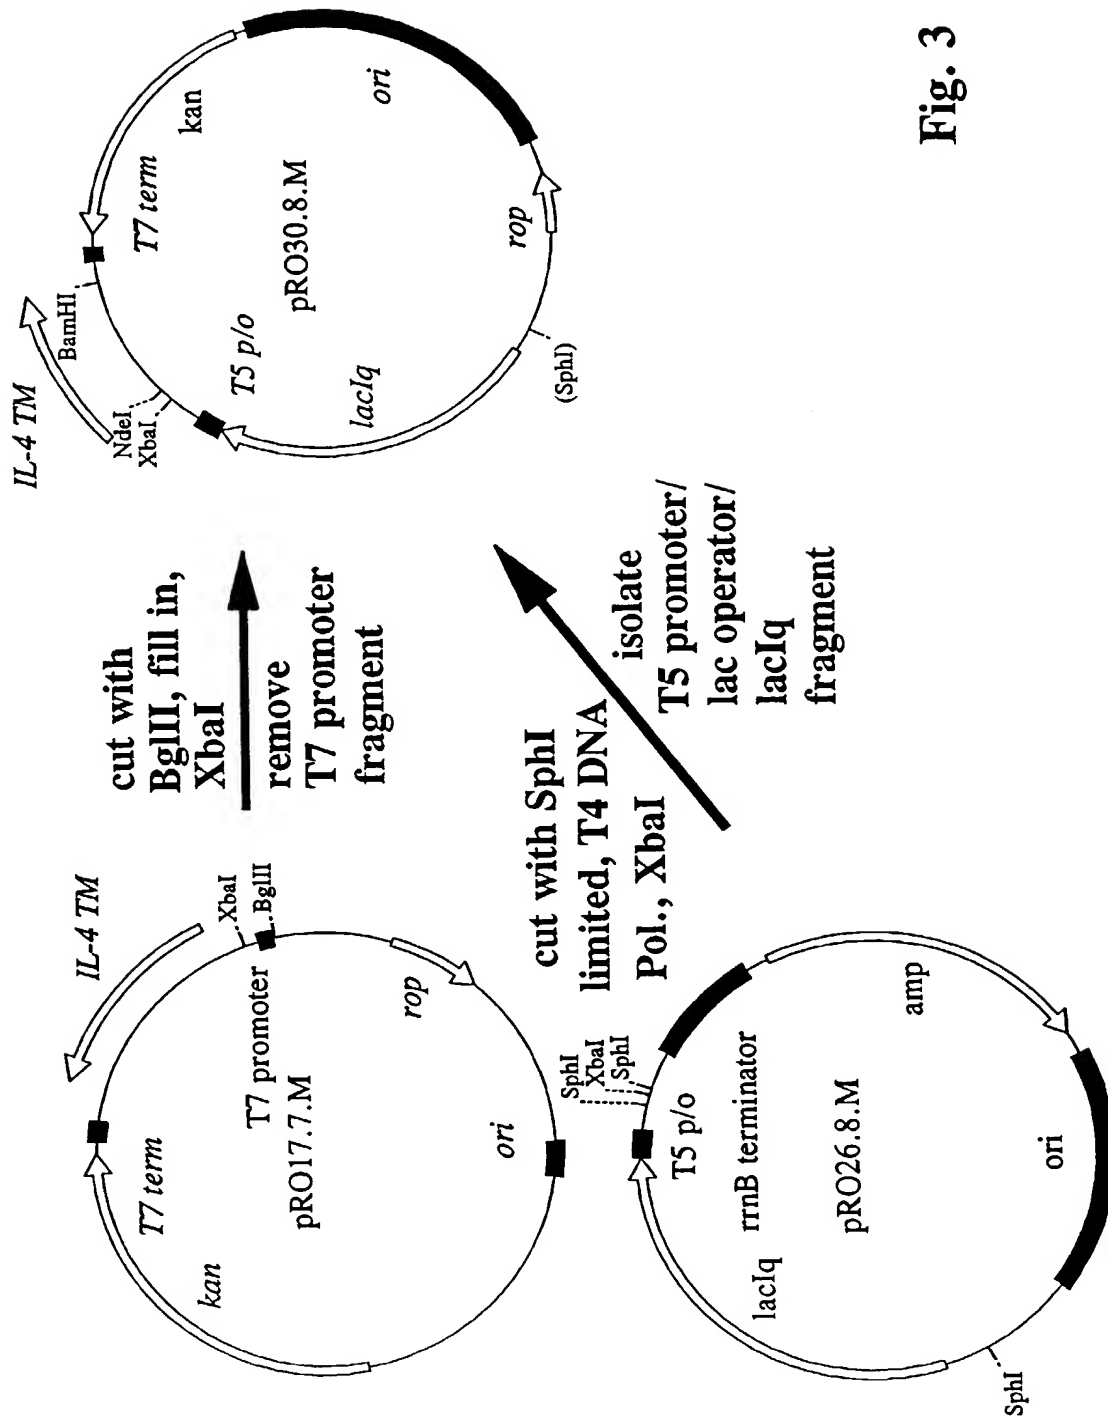 IL-4 TM
XbaI
BglII
T7 promoter
T7 term
pRO17.7.M
kan
rop
ori
cut with
BglII, fill in,
XbaI
remove
T7 promoter
fragment
IL-4 TM
NdeI
XbaI
BamHI
T7 term
kan
T5 p/o
pRO30.8.M
ori
lacIq
rop
(SphI)
SphI
XbaI
SphI
T5 p/o
rrnB terminator
lacIq
amp
pRO26.8.M
ori
SphI
cut with SphI
limited, T4 DNA
Pol., XbaI
isolate
T5 promoter/
lac operator/
lacIq
fragment
Fig. 3